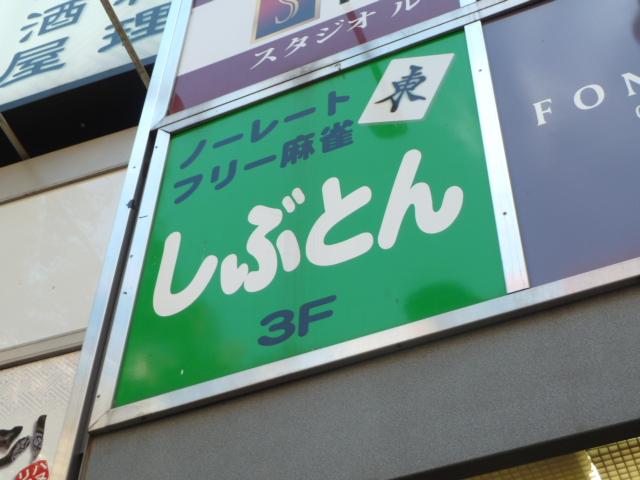 酒屋
料理
スタジオル
東
ノーレート
フリー麻雀
しぶとん
3F
FON